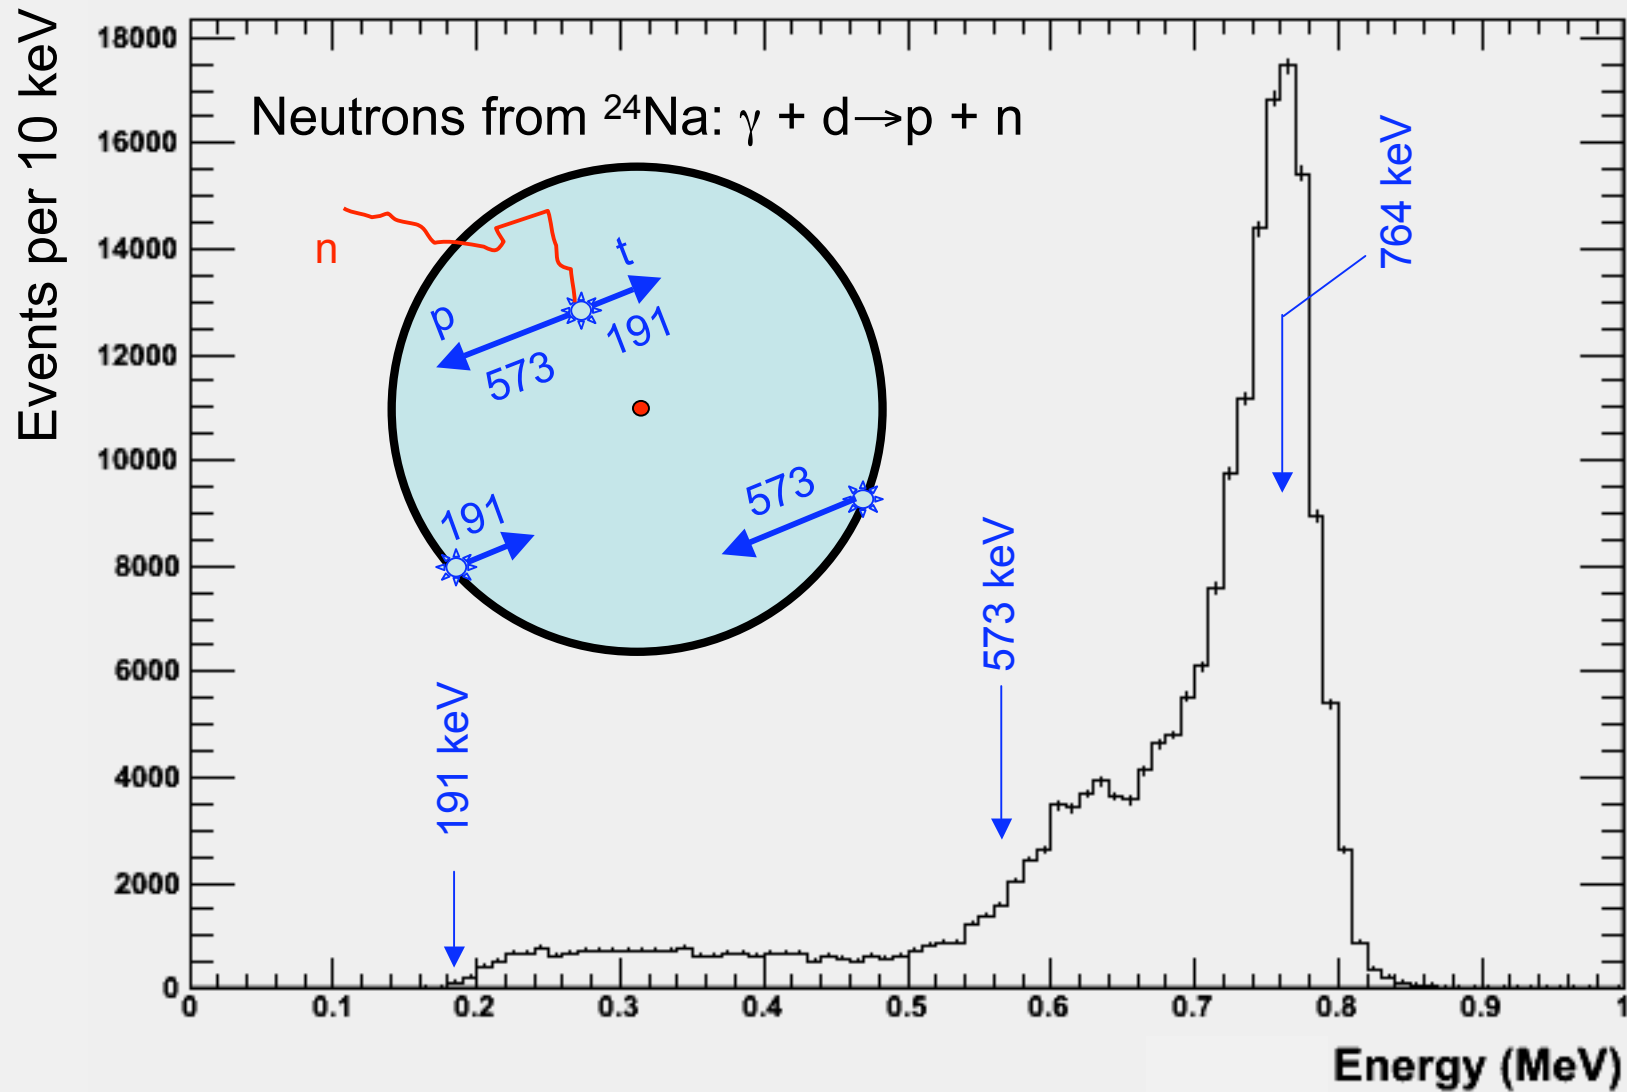 Events per 10 keV
18000
16000
14000
12000
10000
8000
6000
4000
2000
0
Neutrons from ²⁴Na: γ + d→p + n
n
t
p
191
573
191
573
191 keV
573 keV
764 keV
0 0.1 0.2 0.3 0.4 0.5 0.6 0.7 0.8 0.9 1
Energy (MeV)